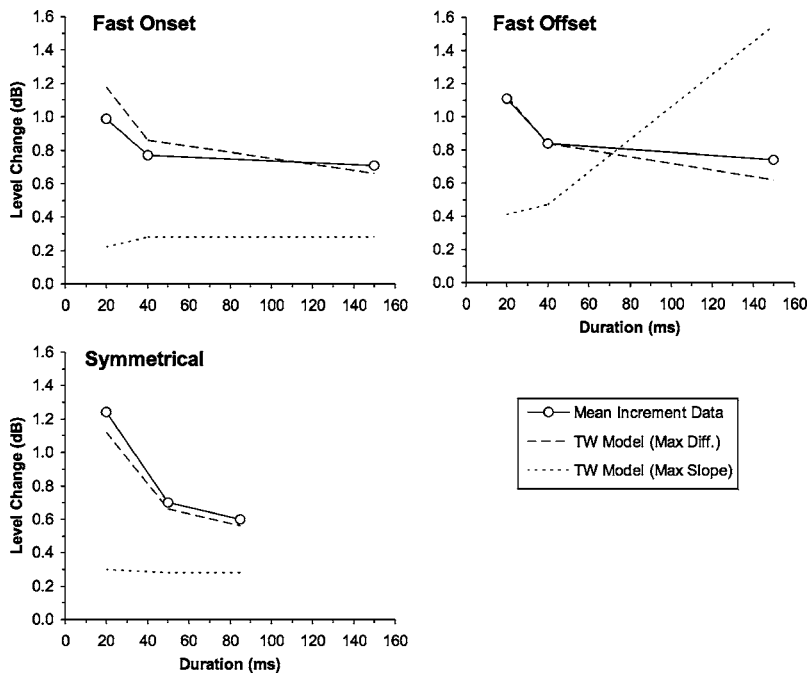 Fast Onset
Level Change (dB)
1.6
1.4
1.2
1.0
0.8
0.6
0.4
0.2
0.0
0 20 40 60 80 100 120 140 160
Fast Offset
1.6
1.4
1.2
1.0
0.8
0.6
0.4
0.2
0.0
0 20 40 60 80 100 120 140 160
Duration (ms)
Symmetrical
Level Change (dB)
1.6
1.4
1.2
1.0
0.8
0.6
0.4
0.2
0.0
0 20 40 60 80 100 120 140 160
Duration (ms)
Mean Increment Data
TW Model (Max Diff.)
TW Model (Max Slope)